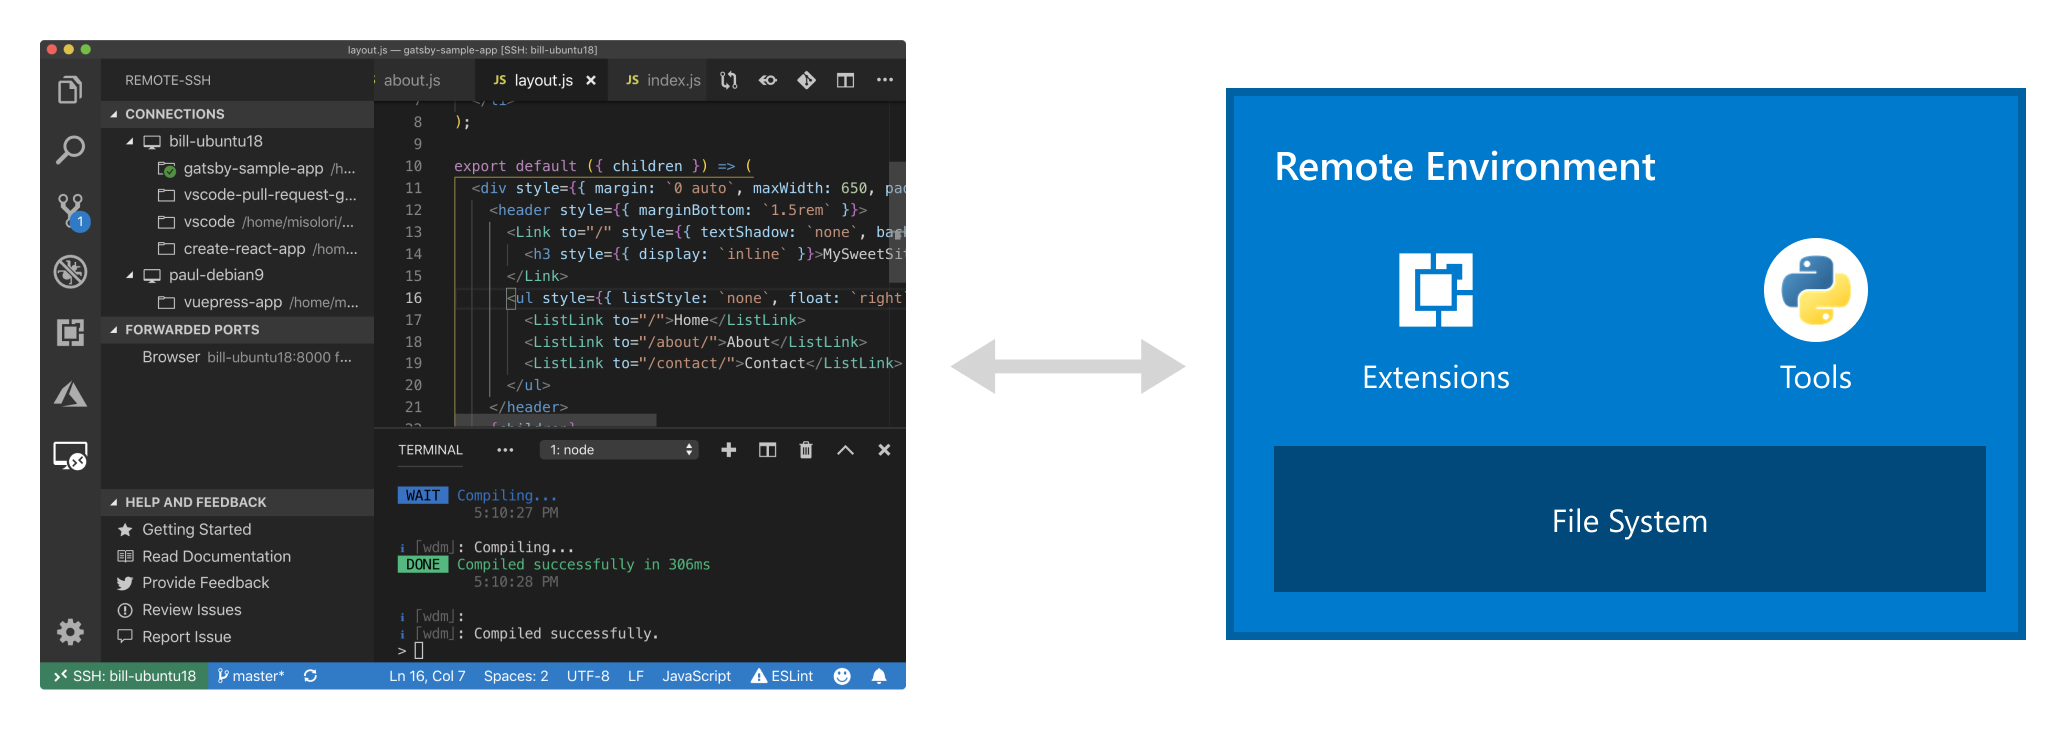 layout.js — gatsby-sample-app [SSH: bill-ubuntu18]
REMOTE-SSH
CONNECTIONS
bill-ubuntu18
gatsby-sample-app /h...
vscode-pull-request-g...
vscode /home/misolori/...
create-react-app /hom...
paul-debian9
vuepress-app /home/m...
FORWARDED PORTS
Browser bill-ubuntu18:8000 f...
HELP AND FEEDBACK
Getting Started
Read Documentation
Provide Feedback
Review Issues
Report Issue
1
about.js JS layout.js × JS index.js
7 </li>
8 );
9
10 export default ({ children }) => (
11 <div style={{ margin: `0 auto`, maxWidth: 650, pad
12 <header style={{ marginBottom: `1.5rem` }}>
13 <Link to="/" style={{ textShadow: `none`, ba
14 <h3 style={{ display: `inline` }}>MySweetSi
15 </Link>
16 <ul style={{ listStyle: `none`, float: `right`
17 <ListLink to="/">Home</ListLink>
18 <ListLink to="/about/">About</ListLink>
19 <ListLink to="/contact/">Contact</ListLink>
20 </ul>
21 </header>
22 {children}
TERMINAL ... 1: node
WAIT Compiling...
5:10:27 PM
i ｢wdm｣: Compiling...
DONE Compiled successfully in 306ms
5:10:28 PM
i ｢wdm｣:
i ｢wdm｣: Compiled successfully.
>
SSH: bill-ubuntu18 master* Ln 16, Col 7 Spaces: 2 UTF-8 LF JavaScript ESLint
Remote Environment
Extensions
Tools
File System